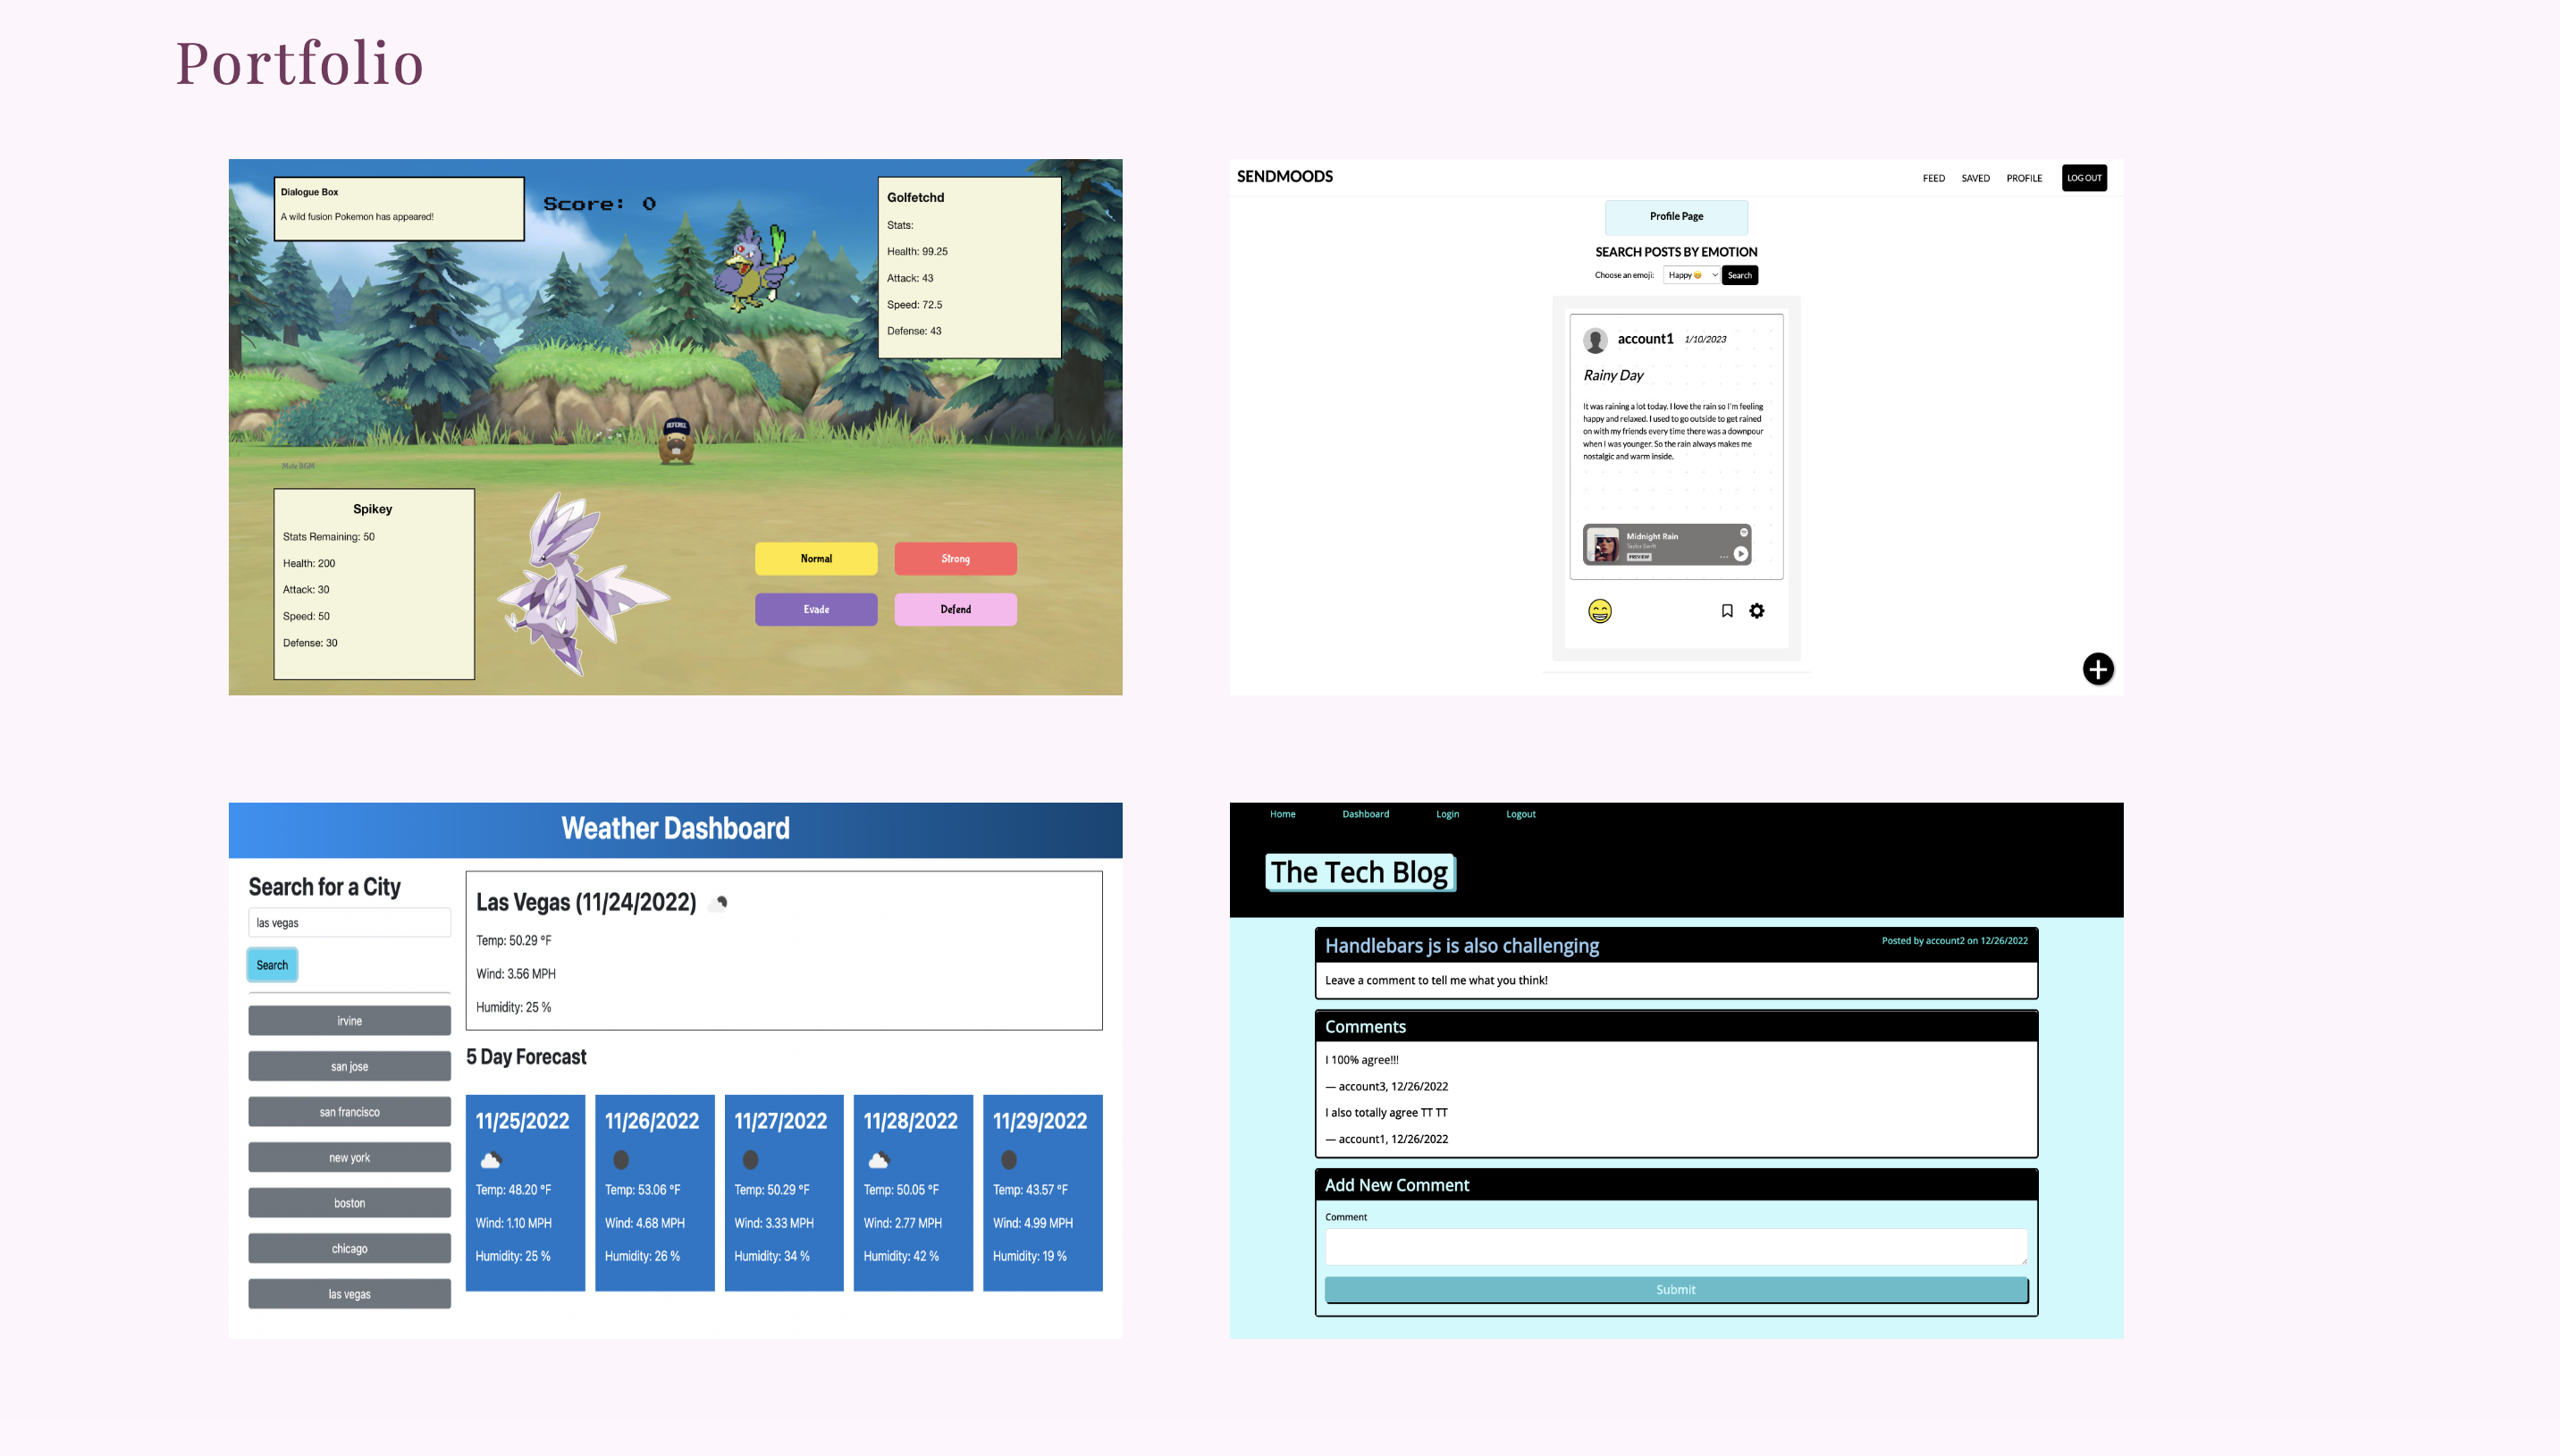 Portfolio
Dialogue Box
A wild fusion Pokemon has appeared!
Score: 0
Golfetchd
Stats:
Health: 99.25
Attack: 43
Speed: 72.5
Defense: 43
Mute BGM
Spikey
Stats Remaining: 50
Health: 200
Attack: 30
Speed: 50
Defense: 30
Normal
Strong
Evade
Defend
SENDMOODS
FEED SAVED PROFILE LOG OUT
Profile Page
SEARCH POSTS BY EMOTION
Choose an emoji: Happy 😄 Search
account1 1/10/2023
Rainy Day
It was raining a lot today. I love the rain so I'm feeling
happy and relaxed. I used to go outside to get rained
on with my friends every time there was a downpour
when I was younger. So the rain always makes me
nostalgic and warm inside.
Midnight Rain
Taylor Swift
PREVIEW
Weather Dashboard
Search for a City
las vegas
Search
irvine
san jose
san francisco
new york
boston
chicago
las vegas
Las Vegas (11/24/2022)
Temp: 50.29 °F
Wind: 3.56 MPH
Humidity: 25 %
5 Day Forecast
11/25/2022
Temp: 48.20 °F
Wind: 1.10 MPH
Humidity: 25 %
11/26/2022
Temp: 53.06 °F
Wind: 4.68 MPH
Humidity: 26 %
11/27/2022
Temp: 50.29 °F
Wind: 3.33 MPH
Humidity: 34 %
11/28/2022
Temp: 50.05 °F
Wind: 2.77 MPH
Humidity: 42 %
11/29/2022
Temp: 43.57 °F
Wind: 4.99 MPH
Humidity: 19 %
Home Dashboard Login Logout
The Tech Blog
Handlebars js is also challenging
Posted by account2 on 12/26/2022
Leave a comment to tell me what you think!
Comments
I 100% agree!!!
— account3, 12/26/2022
I also totally agree TT TT
— account1, 12/26/2022
Add New Comment
Comment
Submit